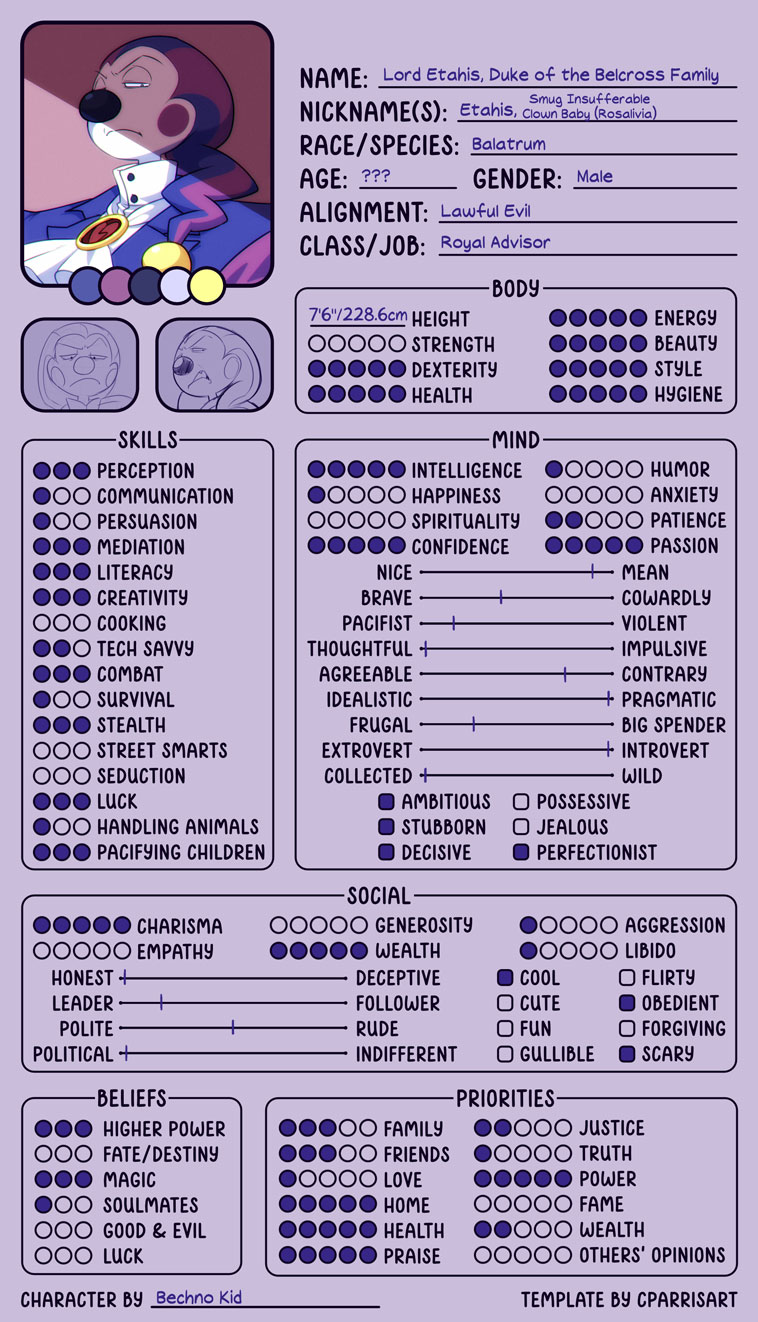 NAME: Lord Etahis, Duke of the Belcross Family
NICKNAME(S): Etahis, Smug Insufferable
Clown Baby (Rosalivia)
RACE/SPECIES: Balatrum
AGE: ??? GENDER: Male
ALIGNMENT: Lawful Evil
CLASS/JOB: Royal Advisor
BODY
7'6"/228.6cm HEIGHT
STRENGTH
DEXTERITY
HEALTH
ENERGY
BEAUTY
STYLE
HYGIENE
SKILLS
PERCEPTION
COMMUNICATION
PERSUASION
MEDIATION
LITERACY
CREATIVITY
COOKING
TECH SAVVY
COMBAT
SURVIVAL
STEALTH
STREET SMARTS
SEDUCTION
LUCK
HANDLING ANIMALS
PACIFYING CHILDREN
MIND
INTELLIGENCE
HAPPINESS
SPIRITUALITY
CONFIDENCE
HUMOR
ANXIETY
PATIENCE
PASSION
NICE MEAN
BRAVE COWARDLY
PACIFIST VIOLENT
THOUGHTFUL IMPULSIVE
AGREEABLE CONTRARY
IDEALISTIC PRAGMATIC
FRUGAL BIG SPENDER
EXTROVERT INTROVERT
COLLECTED WILD
AMBITIOUS POSSESSIVE
STUBBORN JEALOUS
DECISIVE PERFECTIONIST
SOCIAL
CHARISMA GENEROSITY AGGRESSION
EMPATHY WEALTH LIBIDO
HONEST DECEPTIVE
LEADER FOLLOWER
POLITE RUDE
POLITICAL INDIFFERENT
COOL FLIRTY
CUTE OBEDIENT
FUN FORGIVING
GULLIBLE SCARY
BELIEFS
HIGHER POWER
FATE/DESTINY
MAGIC
SOULMATES
GOOD & EVIL
LUCK
PRIORITIES
FAMILY JUSTICE
FRIENDS TRUTH
LOVE POWER
HOME FAME
HEALTH WEALTH
PRAISE OTHERS' OPINIONS
CHARACTER BY Bechno Kid
TEMPLATE BY CPARRISART